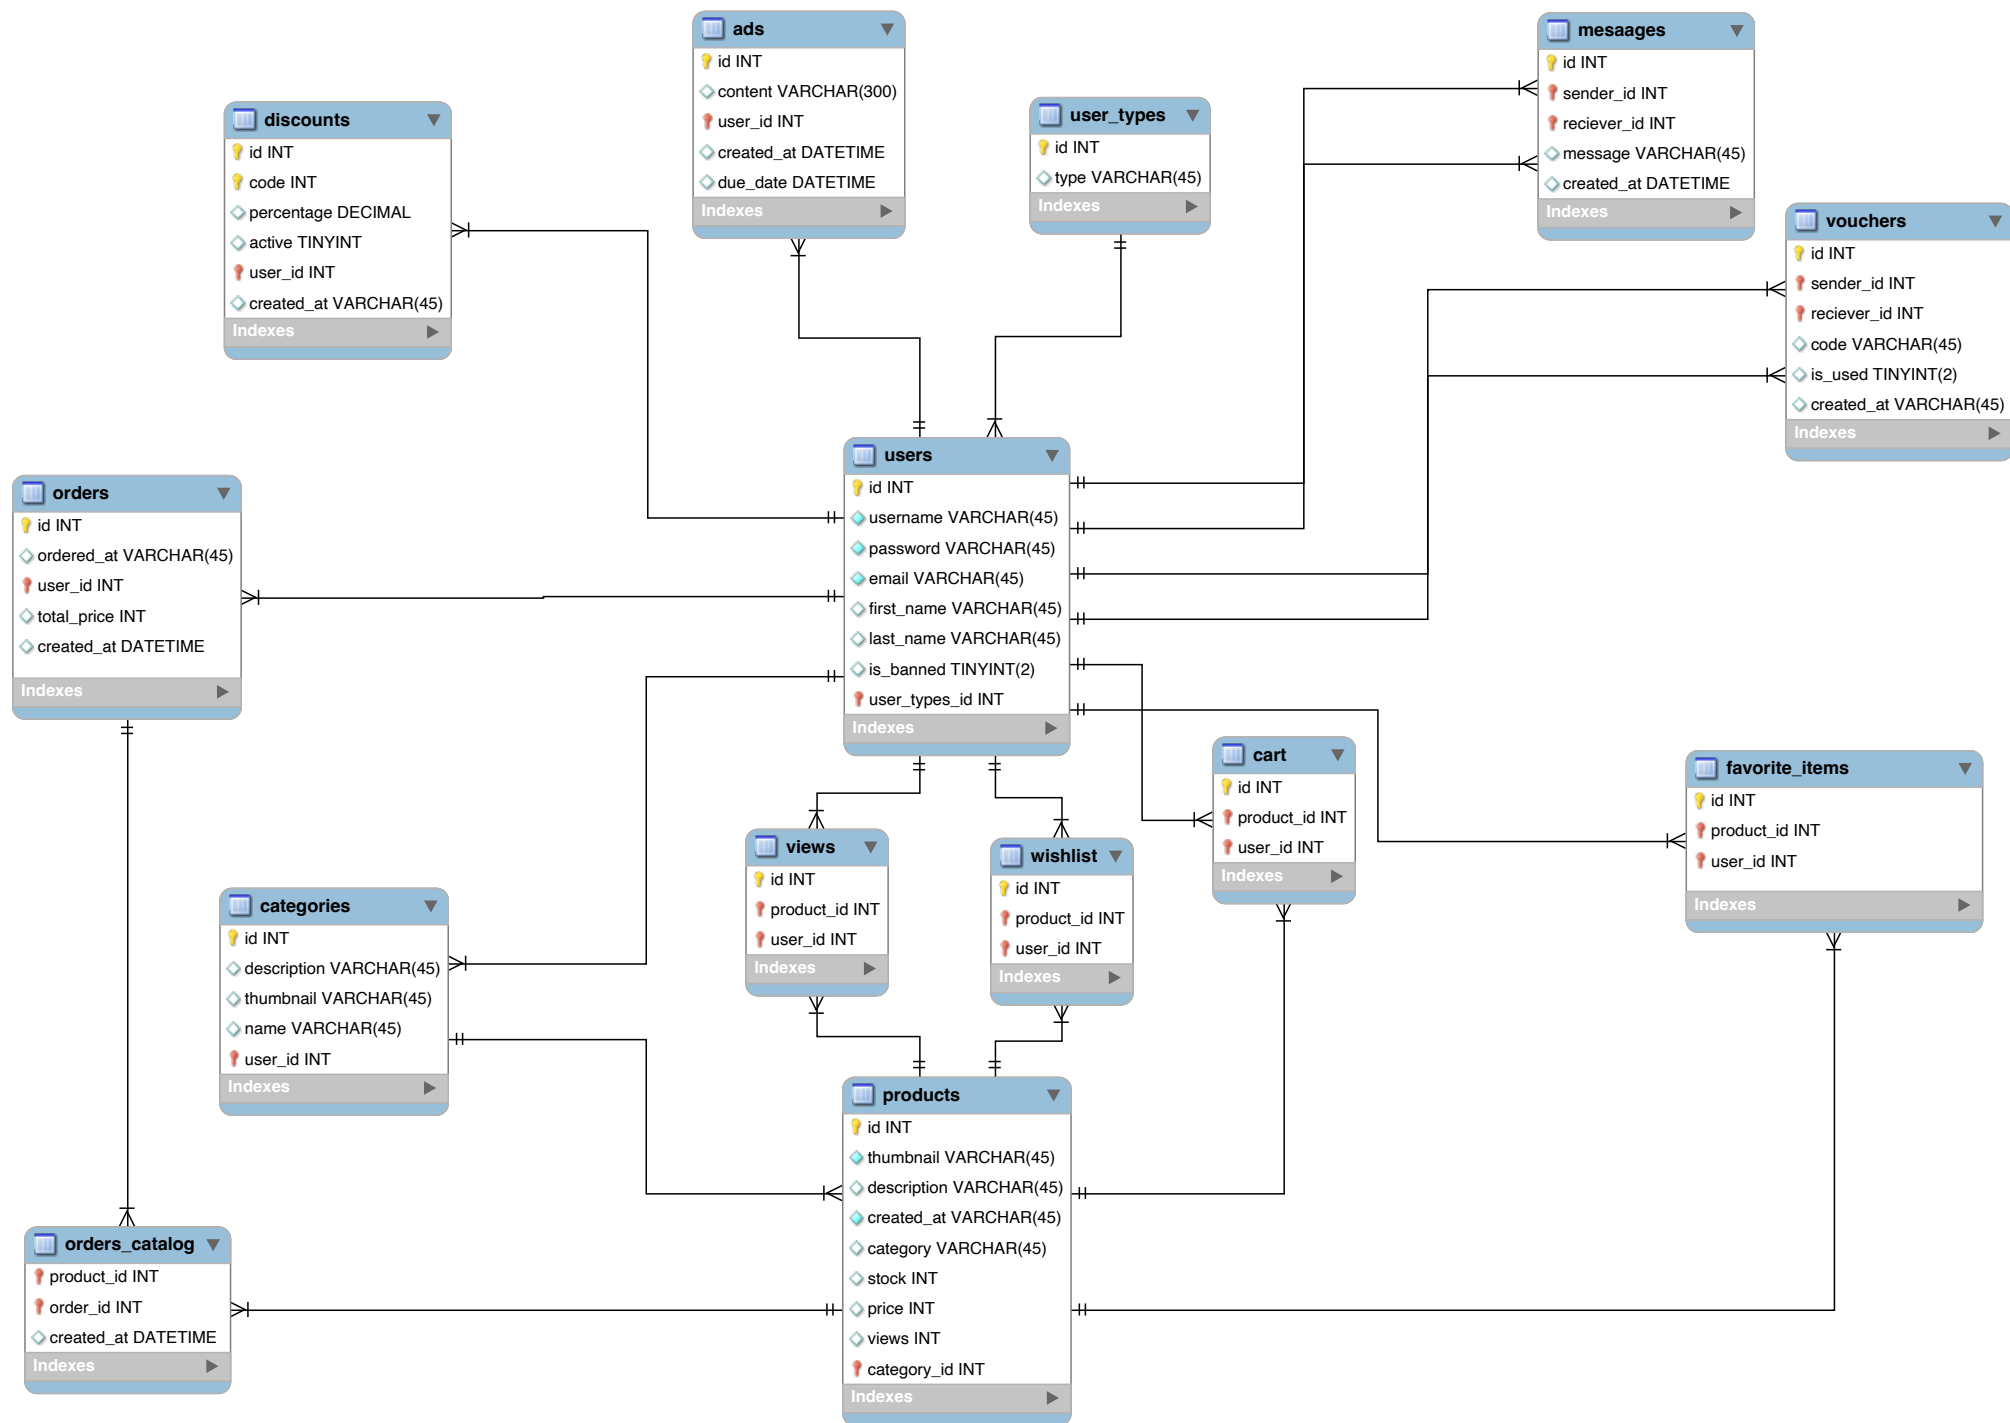 ads
id INT
content VARCHAR(300)
user_id INT
created_at DATETIME
due_date DATETIME
Indexes
mesaages
id INT
sender_id INT
reciever_id INT
message VARCHAR(45)
created_at DATETIME
Indexes
discounts
id INT
code INT
percentage DECIMAL
active TINYINT
user_id INT
created_at VARCHAR(45)
Indexes
user_types
id INT
type VARCHAR(45)
Indexes
vouchers
id INT
sender_id INT
reciever_id INT
code VARCHAR(45)
is_used TINYINT(2)
created_at VARCHAR(45)
Indexes
users
id INT
username VARCHAR(45)
password VARCHAR(45)
email VARCHAR(45)
first_name VARCHAR(45)
last_name VARCHAR(45)
is_banned TINYINT(2)
user_types_id INT
Indexes
orders
id INT
ordered_at VARCHAR(45)
user_id INT
total_price INT
created_at DATETIME
Indexes
cart
id INT
product_id INT
user_id INT
Indexes
favorite_items
id INT
product_id INT
user_id INT
Indexes
views
id INT
product_id INT
user_id INT
Indexes
wishlist
id INT
product_id INT
user_id INT
Indexes
categories
id INT
description VARCHAR(45)
thumbnail VARCHAR(45)
name VARCHAR(45)
user_id INT
Indexes
products
id INT
thumbnail VARCHAR(45)
description VARCHAR(45)
created_at VARCHAR(45)
category VARCHAR(45)
stock INT
price INT
views INT
category_id INT
Indexes
orders_catalog
product_id INT
order_id INT
created_at DATETIME
Indexes